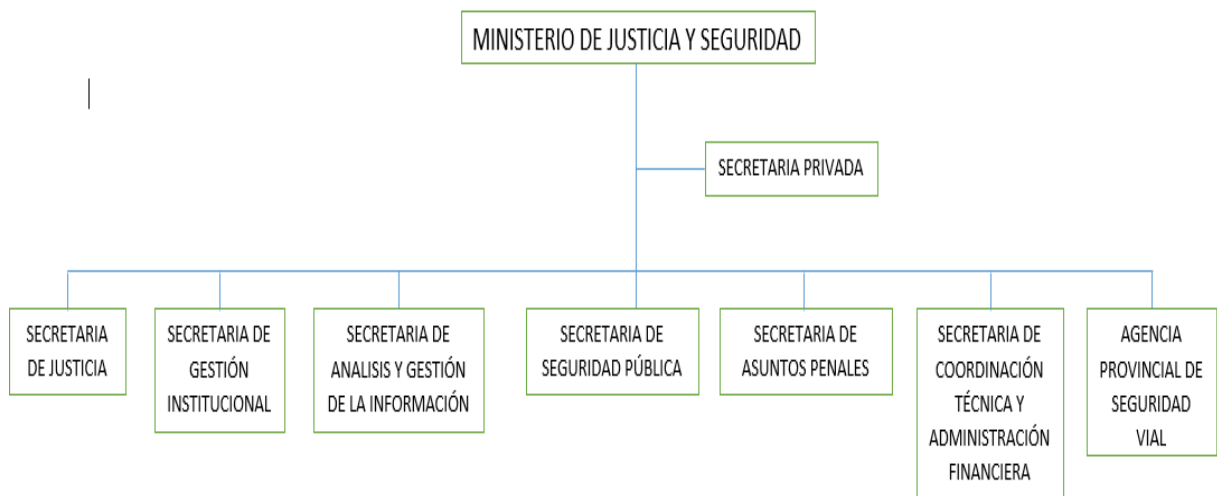 MINISTERIO DE JUSTICIA Y SEGURIDAD
SECRETARIA PRIVADA
SECRETARIA
DE JUSTICIA
SECRETARIA DE
GESTIÓN
INSTITUCIONAL
SECRETARIA DE
ANALISIS Y GESTIÓN
DE LA INFORMACIÓN
SECRETARIA DE
SEGURIDAD PÚBLICA
SECRETARIA DE
ASUNTOS PENALES
SECRETARIA DE
COORDINACIÓN
TÉCNICA Y
ADMINISTRACIÓN
FINANCIERA
AGENCIA
PROVINCIAL DE
SEGURIDAD
VIAL